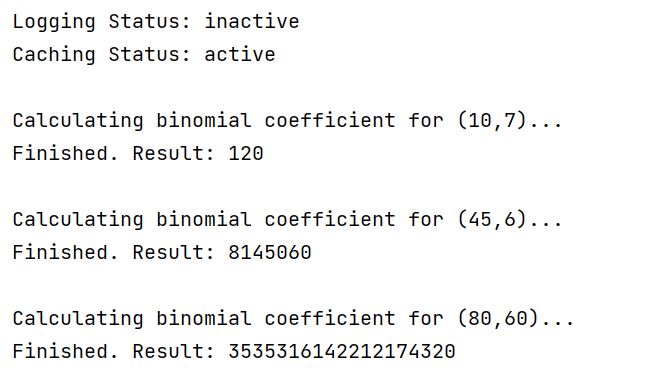 Logging Status: inactive
Caching Status: active
Calculating binomial coefficient for (10,7)...
Finished. Result: 120
Calculating binomial coefficient for (45,6)...
Finished. Result: 8145060
Calculating binomial coefficient for (80,60)...
Finished. Result: 3535316142212174320